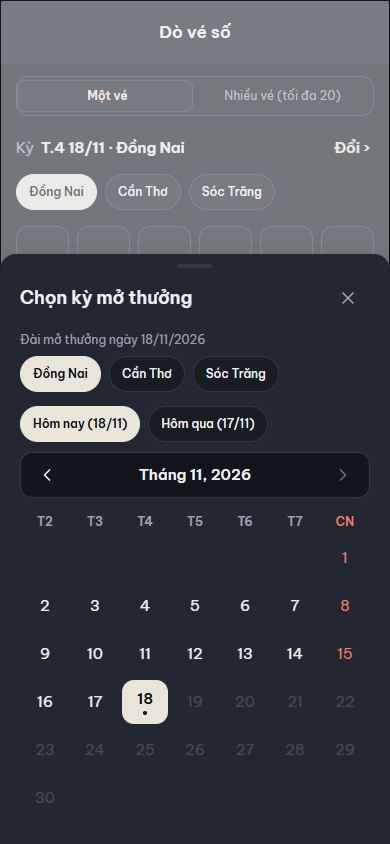 Dò vé số
Một vé
Nhiều vé (tối đa 20)
Kỳ T.4 18/11 · Đồng Nai
Đổi >
Đồng Nai
Cần Thơ
Sóc Trăng
Chọn kỳ mở thưởng
Đài mở thưởng ngày 18/11/2026
Đồng Nai
Cần Thơ
Sóc Trăng
Hôm nay (18/11)
Hôm qua (17/11)
Tháng 11, 2026
T2 T3 T4 T5 T6 T7 CN
1
2 3 4 5 6 7 8
9 10 11 12 13 14 15
16 17 18 19 20 21 22
23 24 25 26 27 28 29
30